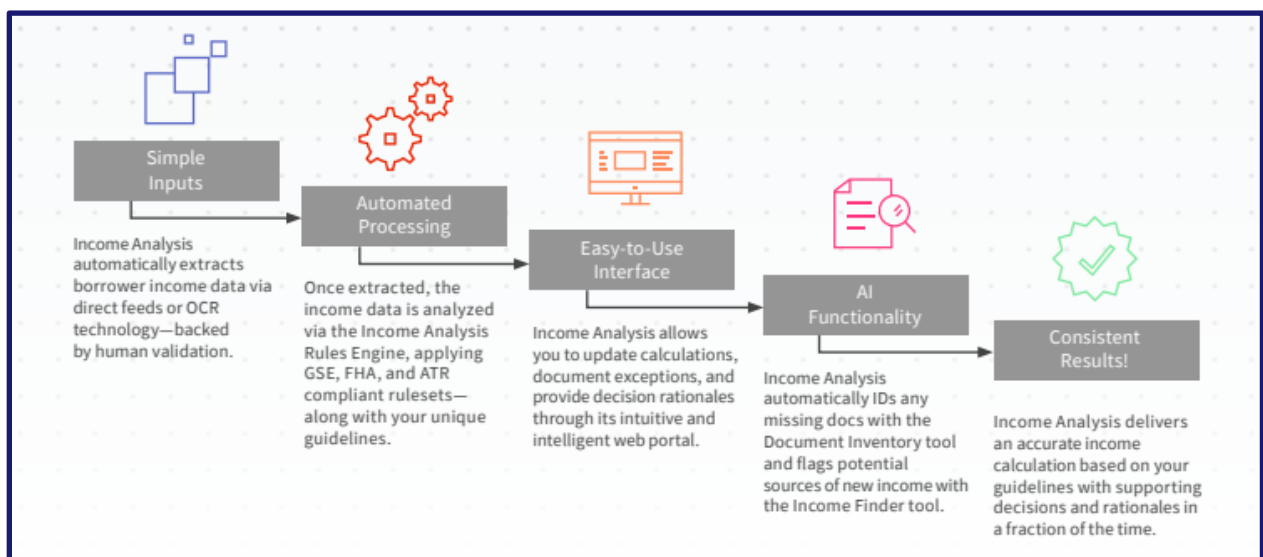 Simple
Inputs
Income Analysis
automatically extracts
borrower income data via
direct feeds or OCR
technology—backed
by human validation.
Automated
Processing
Once extracted, the
income data is analyzed
via the Income Analysis
Rules Engine, applying
GSE, FHA, and ATR
compliant rulesets—
along with your unique
guidelines.
Easy-to-Use
Interface
Income Analysis allows
you to update calculations,
document exceptions, and
provide decision rationales
through its intuitive and
intelligent web portal.
AI
Functionality
Income Analysis
automatically IDs any
missing docs with the
Document Inventory tool
and flags potential
sources of new income with
the Income Finder tool.
Consistent
Results!
Income Analysis delivers
an accurate income
calculation based on your
guidelines with supporting
decisions and rationales in
a fraction of the time.